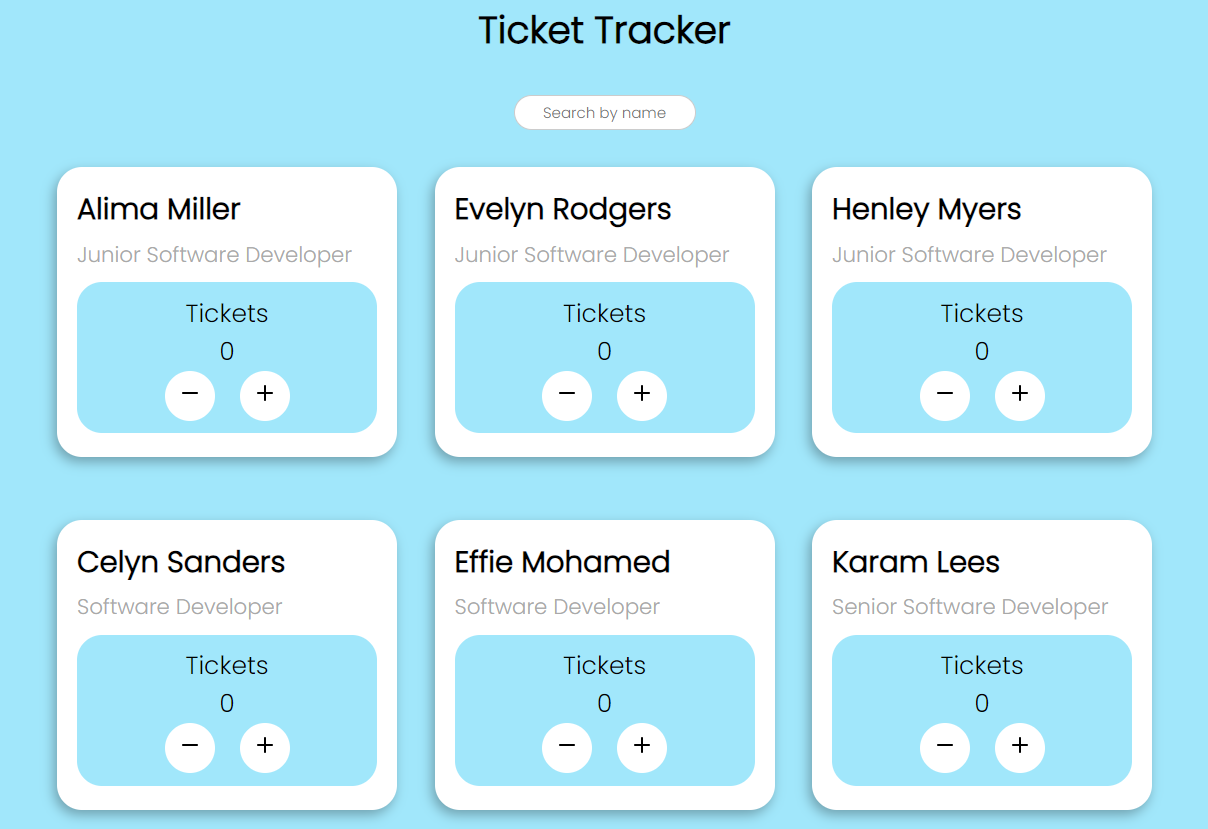 Ticket Tracker
Search by name
Alima Miller
Junior Software Developer
Tickets
0
− +
Evelyn Rodgers
Junior Software Developer
Tickets
0
− +
Henley Myers
Junior Software Developer
Tickets
0
− +
Celyn Sanders
Software Developer
Tickets
0
− +
Effie Mohamed
Software Developer
Tickets
0
− +
Karam Lees
Senior Software Developer
Tickets
0
− +